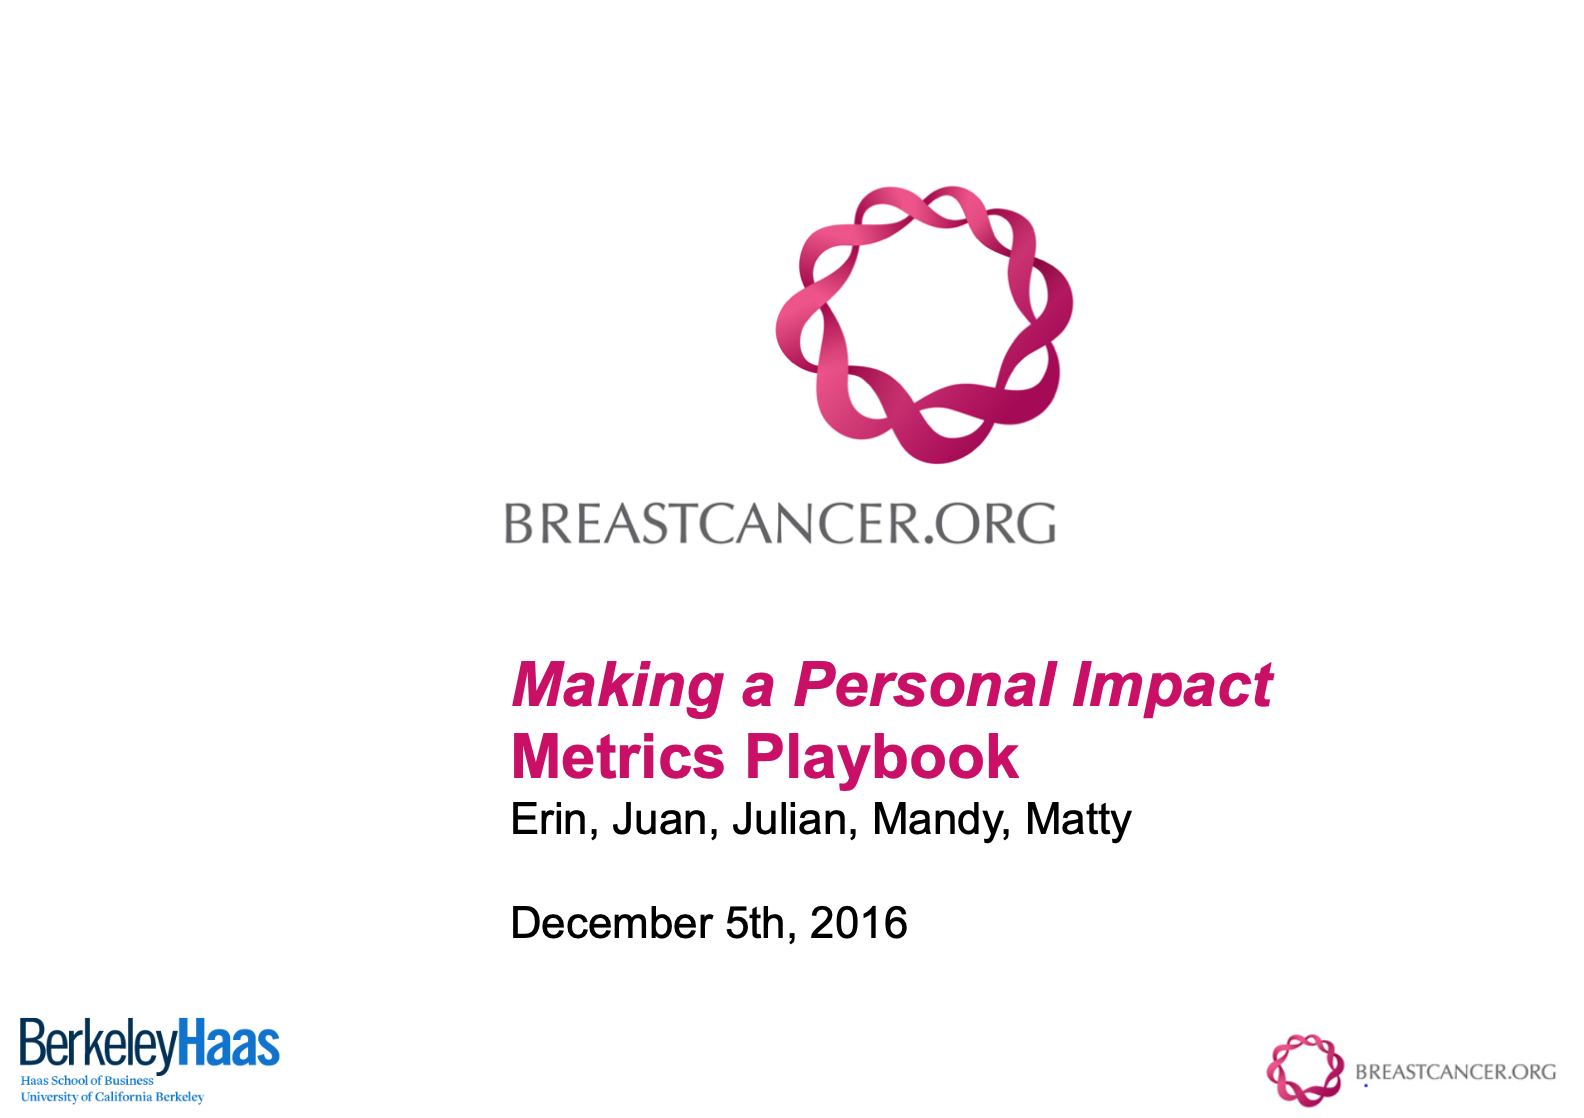 BREASTCANCER.ORG
Making a Personal Impact
Metrics Playbook
Erin, Juan, Julian, Mandy, Matty
December 5th, 2016
BerkeleyHaas
Haas School of Business
University of California Berkeley
BREASTCANCER.ORG